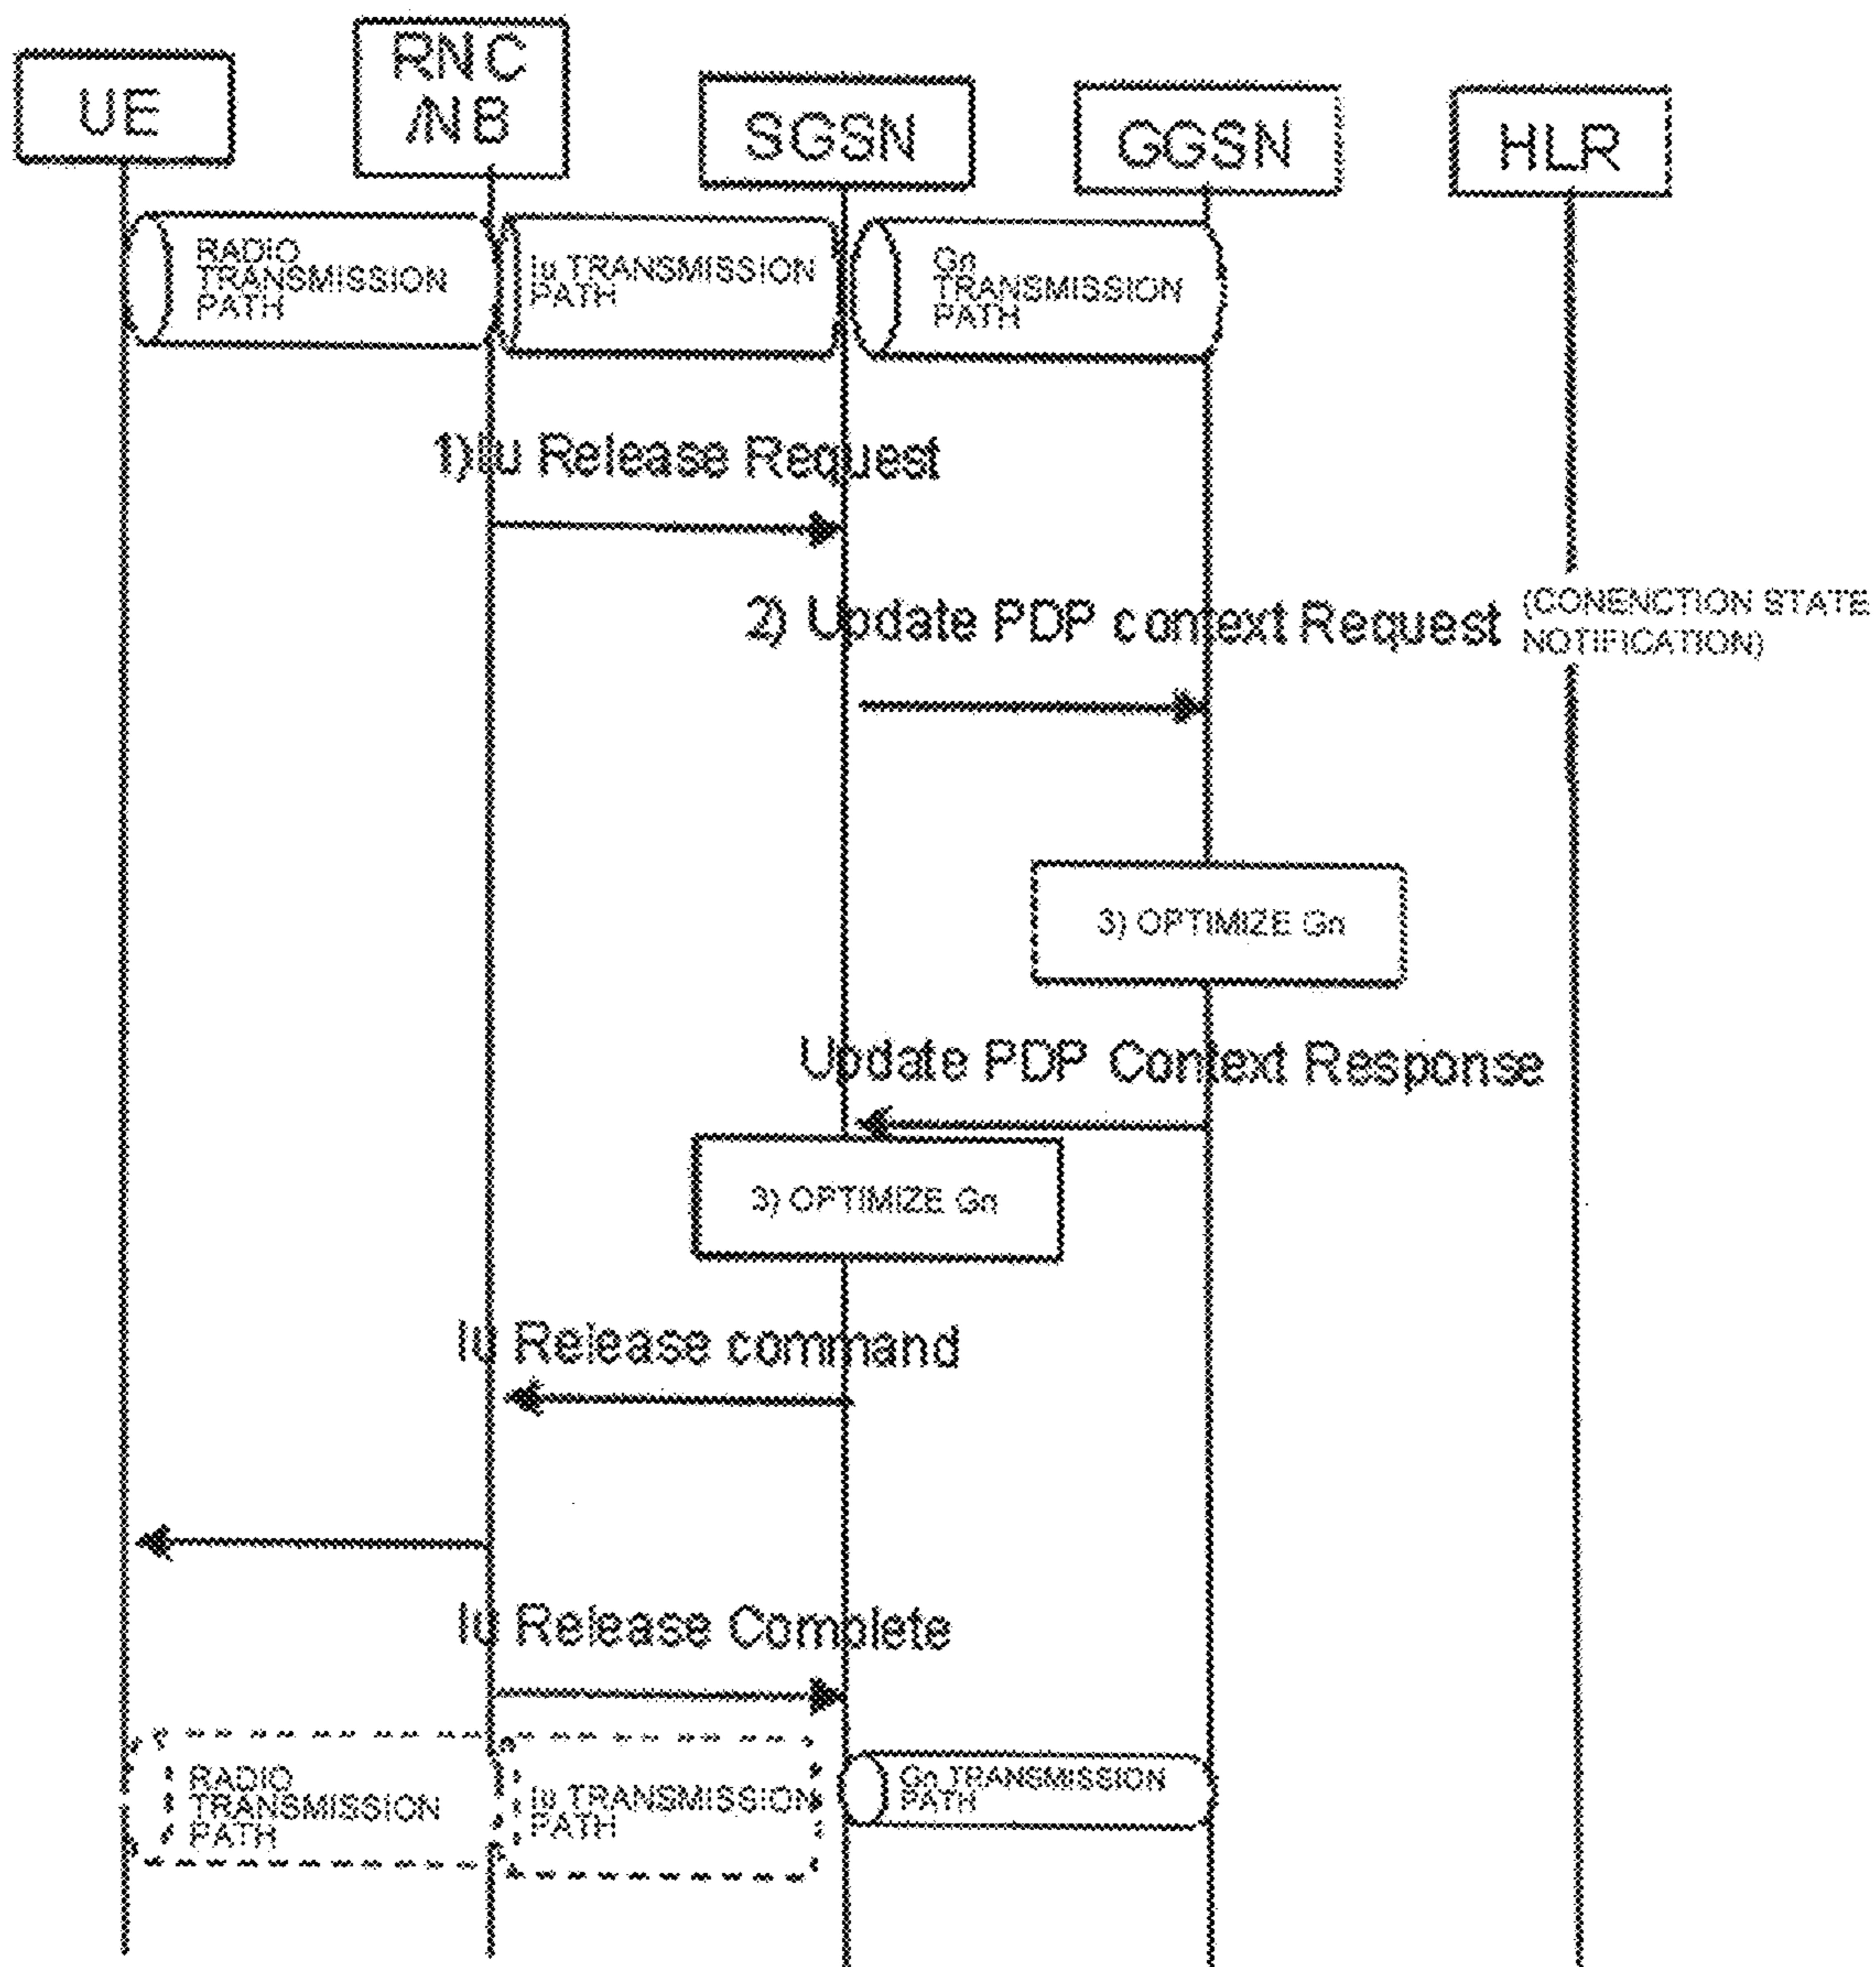 UE
RNC
/NB
SGSN
GGSN
HLR
RADIO
TRANSMISSION
PATH
Iu TRANSMISSION
PATH
Gn
TRANSMISSION
PATH
1)Iu Release Request
2) Update PDP context Request
(CONENCTION STATE
NOTIFICATION)
3) OPTIMIZE Gn
Update PDP Context Response
3) OPTIMIZE Gn
Iu Release command
Iu Release Complete
RADIO
TRANSMISSION
PATH
Iu TRANSMISSION
PATH
Gn TRANSMISSION
PATH